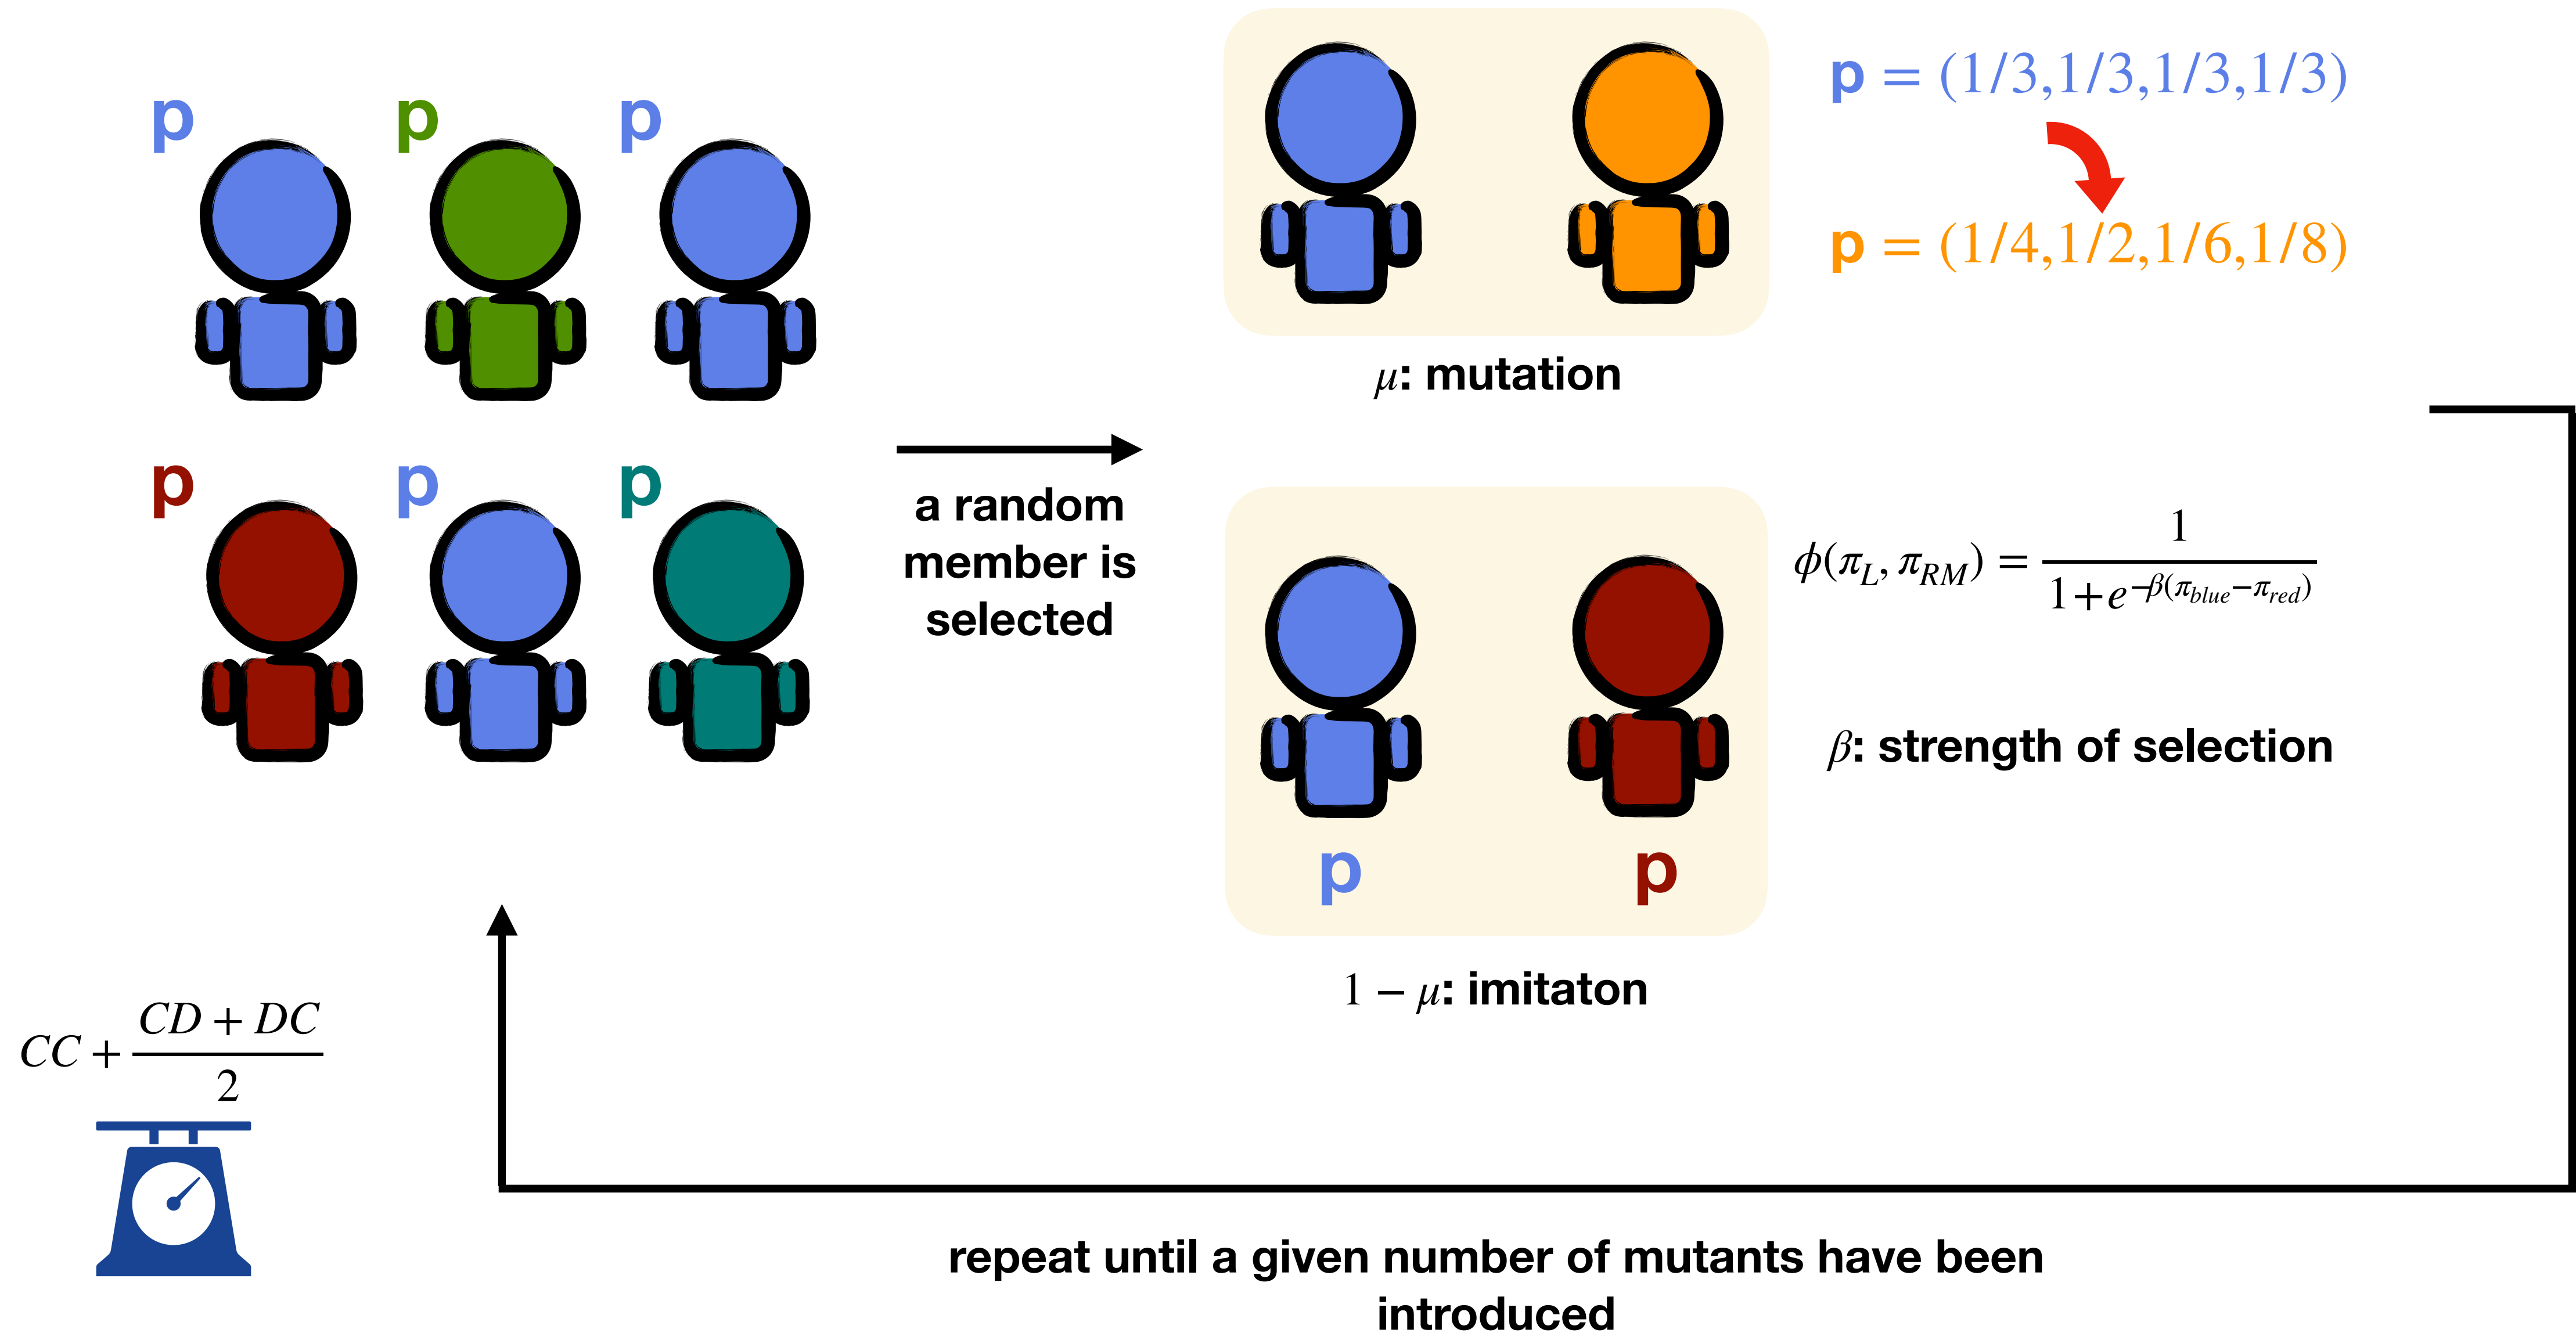 p p p
p p p
a random
member is
selected
p = (1/3,1/3,1/3,1/3)
p = (1/4,1/2,1/6,1/8)
μ: mutation
ϕ(π_L, π_RM) = 1 / (1+e^{-β(π_blue−π_red)})
β: strength of selection
p p
1 − μ: imitaton
CC + (CD + DC) / 2
repeat until a given number of mutants have been
introduced